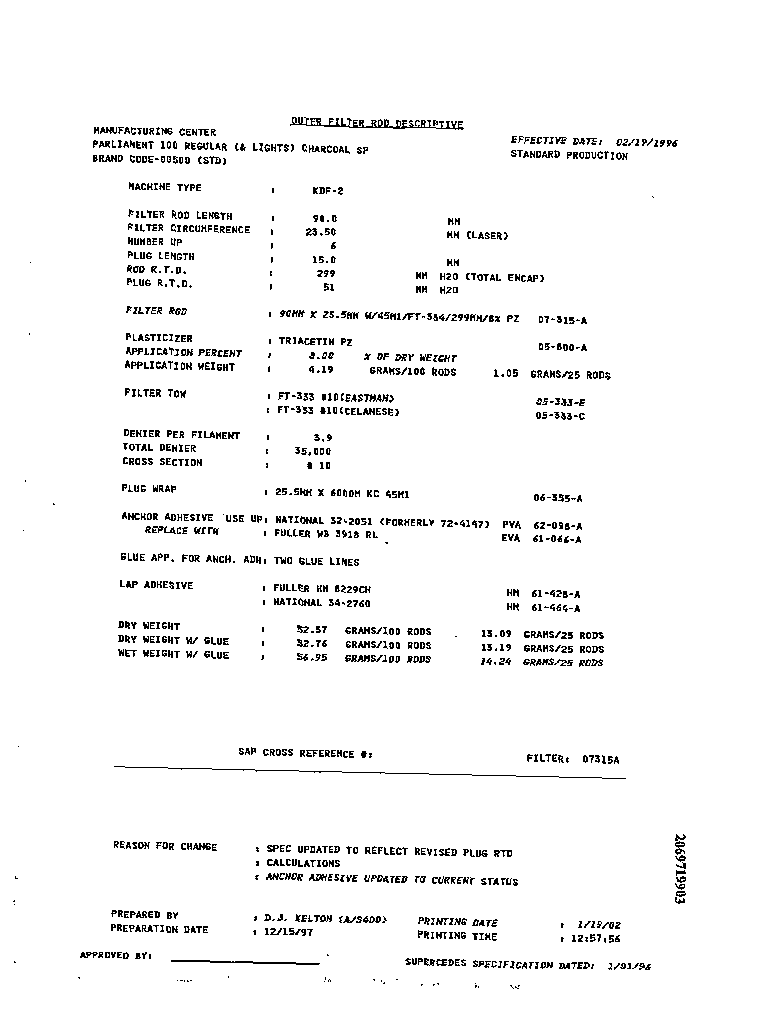 OUTER FILTER ROD DESCRIPTIVE
MANUFACTURING CENTER
PARLIAMENT 100 REGULAR (& LIGHTS) CHARCOAL SP EFFECTIVE DATE: 02/19/1996
BRAND CODE-00500 (STD) STANDARD PRODUCTION
MACHINE TYPE : KDF-2
FILTER ROD LENGTH : 90.0 MM
FILTER CIRCUMFERENCE : 23.50 MM (LASER)
NUMBER UP : 6
PLUG LENGTH : 15.0 MM
ROD R.T.D. : 299 MM H2O (TOTAL ENCAP)
PLUG R.T.D. : 51 MM H2O
FILTER ROD : 90MM X 23.5MM W/45M1/FT-334/299MM/8% PZ 07-315-A
PLASTICIZER : TRIACETIN PZ 05-600-A
APPLICATION PERCENT : 8.00 % OF DRY WEIGHT
APPLICATION WEIGHT : 4.19 GRAMS/100 RODS 1.05 GRAMS/25 RODS
FILTER TOW : FT-333 #10(EASTMAN) 05-333-E
: FT-333 #10(CELANESE) 05-333-C
DENIER PER FILAMENT : 3.9
TOTAL DENIER : 35,000
CROSS SECTION : # 10
PLUG WRAP : 25.5MM X 6000M KC 45M1 06-335-A
ANCHOR ADHESIVE USE UP: NATIONAL 32-2051 (FORMERLY 72-4147) PVA 62-098-A
REPLACE WITH : FULLER WB 3918 RL EVA 61-066-A
GLUE APP. FOR ANCH. ADH: TWO GLUE LINES
LAP ADHESIVE : FULLER HM 8229CH HM 61-428-A
: NATIONAL 34-2760 HM 61-464-A
DRY WEIGHT : 52.37 GRAMS/100 RODS 13.09 GRAMS/25 RODS
DRY WEIGHT W/ GLUE : 52.76 GRAMS/100 RODS 13.19 GRAMS/25 RODS
WET WEIGHT W/ GLUE : 56.95 GRAMS/100 RODS 14.24 GRAMS/25 RODS
SAP CROSS REFERENCE #: FILTER: 07315A
REASON FOR CHANGE : SPEC UPDATED TO REFLECT REVISED PLUG RTD
: CALCULATIONS
: ANCHOR ADHESIVE UPDATED TO CURRENT STATUS
PREPARED BY : D.J. KELTON (A/S400) PRINTING DATE : 1/19/02
PREPARATION DATE : 12/15/97 PRINTING TIME : 12:57:56
APPROVED BY: SUPERCEDES SPECIFICATION DATED: 1/01/96
2069719903